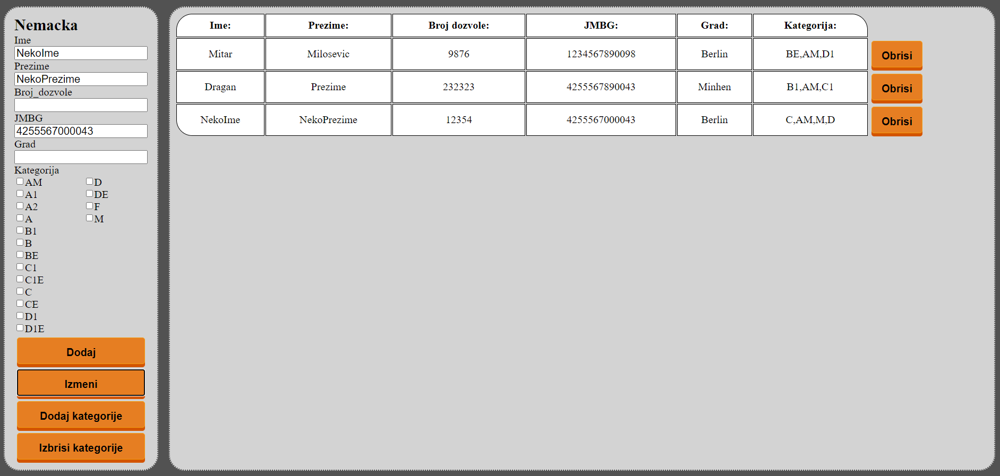 Nemacka
Ime
NekoIme
Prezime
NekoPrezime
Broj_dozvole
JMBG
4255567000043
Grad
Kategorija
AM D
A1 DE
A2 F
A M
B1
B
BE
C1
C1E
C
CE
D1
D1E
Dodaj
Izmeni
Dodaj kategorije
Izbrisi kategorije
Ime: Prezime: Broj dozvole: JMBG: Grad: Kategorija:
Mitar Milosevic 9876 1234567890098 Berlin BE,AM,D1 Obrisi
Dragan Prezime 232323 4255567890043 Minhen B1,AM,C1 Obrisi
NekoIme NekoPrezime 12354 4255567000043 Berlin C,AM,M,D Obrisi